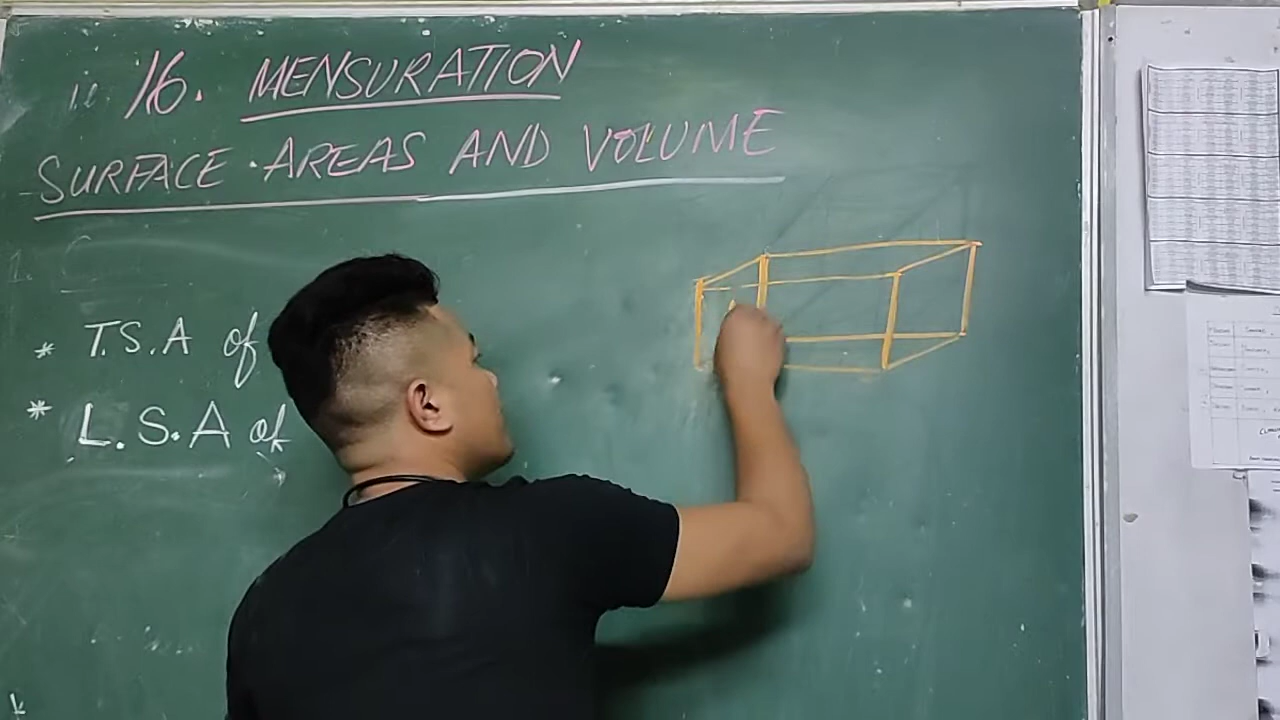 16. MENSURATION
SURFACE AREAS AND VOLUME
* T.S.A of
* L.S.A of